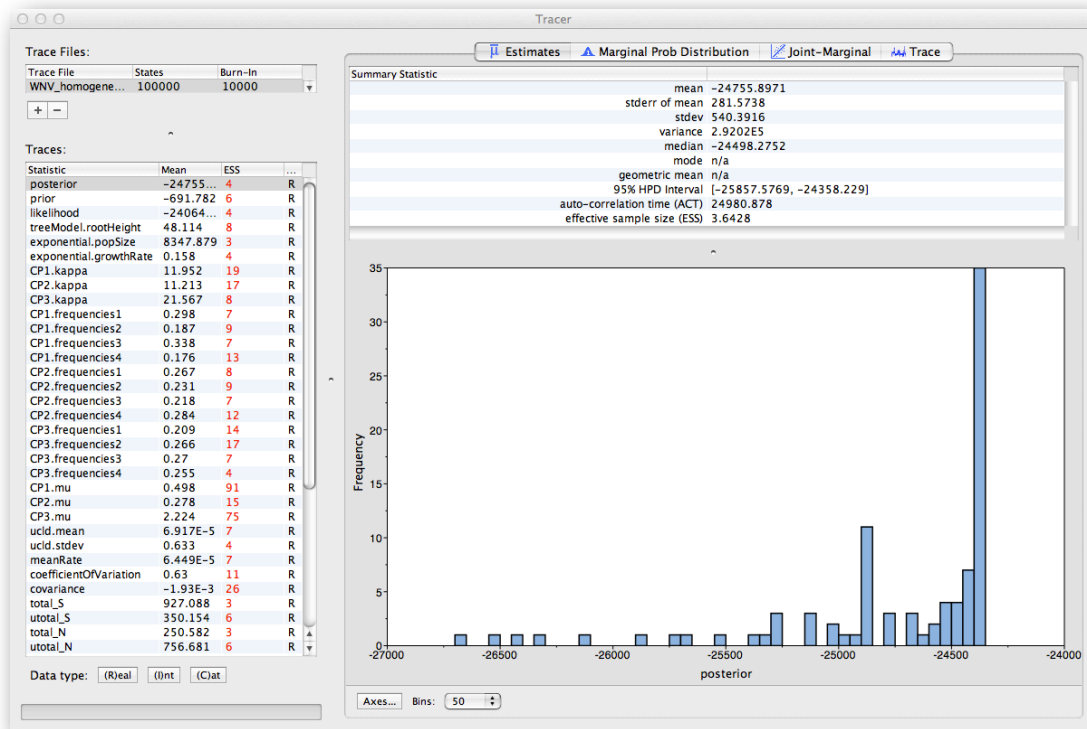 Tracer
Trace Files:
Trace File States Burn-In
WNV_homogene... 100000 10000
+ −
Traces:
Statistic Mean ESS ...
posterior -24755... 4 R
prior -691.782 6 R
likelihood -24064... 4 R
treeModel.rootHeight 48.114 8 R
exponential.popSize 8347.879 3 R
exponential.growthRate 0.158 4 R
CP1.kappa 11.952 19 R
CP2.kappa 11.213 17 R
CP3.kappa 21.567 8 R
CP1.frequencies1 0.298 7 R
CP1.frequencies2 0.187 9 R
CP1.frequencies3 0.338 7 R
CP1.frequencies4 0.176 13 R
CP2.frequencies1 0.267 8 R
CP2.frequencies2 0.231 9 R
CP2.frequencies3 0.218 7 R
CP2.frequencies4 0.284 12 R
CP3.frequencies1 0.209 14 R
CP3.frequencies2 0.266 17 R
CP3.frequencies3 0.27 7 R
CP3.frequencies4 0.255 4 R
CP1.mu 0.498 91 R
CP2.mu 0.278 15 R
CP3.mu 2.224 75 R
ucld.mean 6.917E-5 7 R
ucld.stdev 0.633 4 R
meanRate 6.449E-5 7 R
coefficientOfVariation 0.63 11 R
covariance -1.93E-3 26 R
total_S 927.088 3 R
utotal_S 350.154 6 R
total_N 250.582 3 R
utotal_N 756.681 6 R
Data type: (R)eal (I)nt (C)at
Estimates Marginal Prob Distribution Joint-Marginal Trace
Summary Statistic
mean -24755.8971
stderr of mean 281.5738
stdev 540.3916
variance 2.9202E5
median -24498.2752
mode n/a
geometric mean n/a
95% HPD Interval [-25857.5769, -24358.229]
auto-correlation time (ACT) 24980.878
effective sample size (ESS) 3.6428
35
30
25
20
15
10
5
0
Frequency
-27000 -26500 -26000 -25500 -25000 -24500 -24000
posterior
Axes... Bins: 50